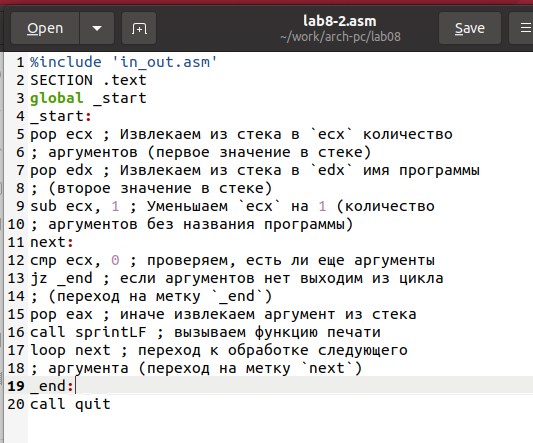 Open
lab8-2.asm
~/work/arch-pc/lab08
Save
1 %include 'in_out.asm'
2 SECTION .text
3 global _start
4 _start:
5 pop ecx ; Извлекаем из стека в `ecx` количество
6 ; аргументов (первое значение в стеке)
7 pop edx ; Извлекаем из стека в `edx` имя программы
8 ; (второе значение в стеке)
9 sub ecx, 1 ; Уменьшаем `ecx` на 1 (количество
10 ; аргументов без названия программы)
11 next:
12 cmp ecx, 0 ; проверяем, есть ли еще аргументы
13 jz _end ; если аргументов нет выходим из цикла
14 ; (переход на метку `_end`)
15 pop eax ; иначе извлекаем аргумент из стека
16 call sprintLF ; вызываем функцию печати
17 loop next ; переход к обработке следующего
18 ; аргумента (переход на метку `next`)
19 _end:
20 call quit